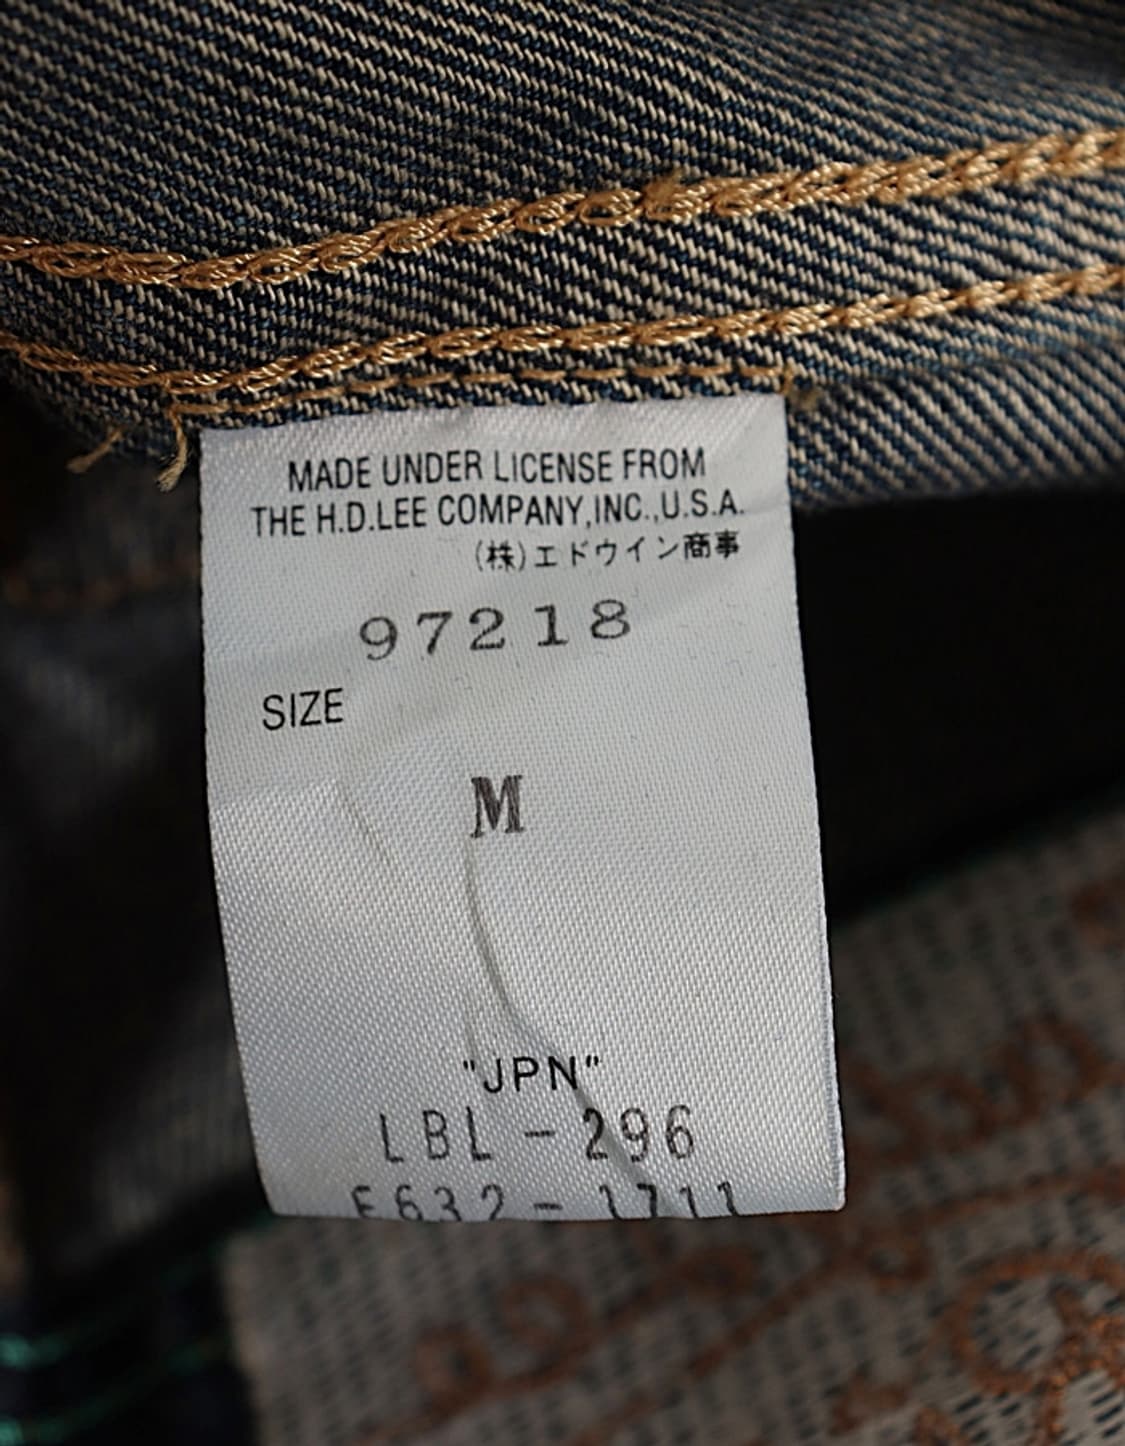 MADE UNDER LICENSE FROM
THE H.D.LEE COMPANY,INC.,U.S.A.
(株)エドウイン商事
97218
SIZE
M
"JPN"
LBL-296